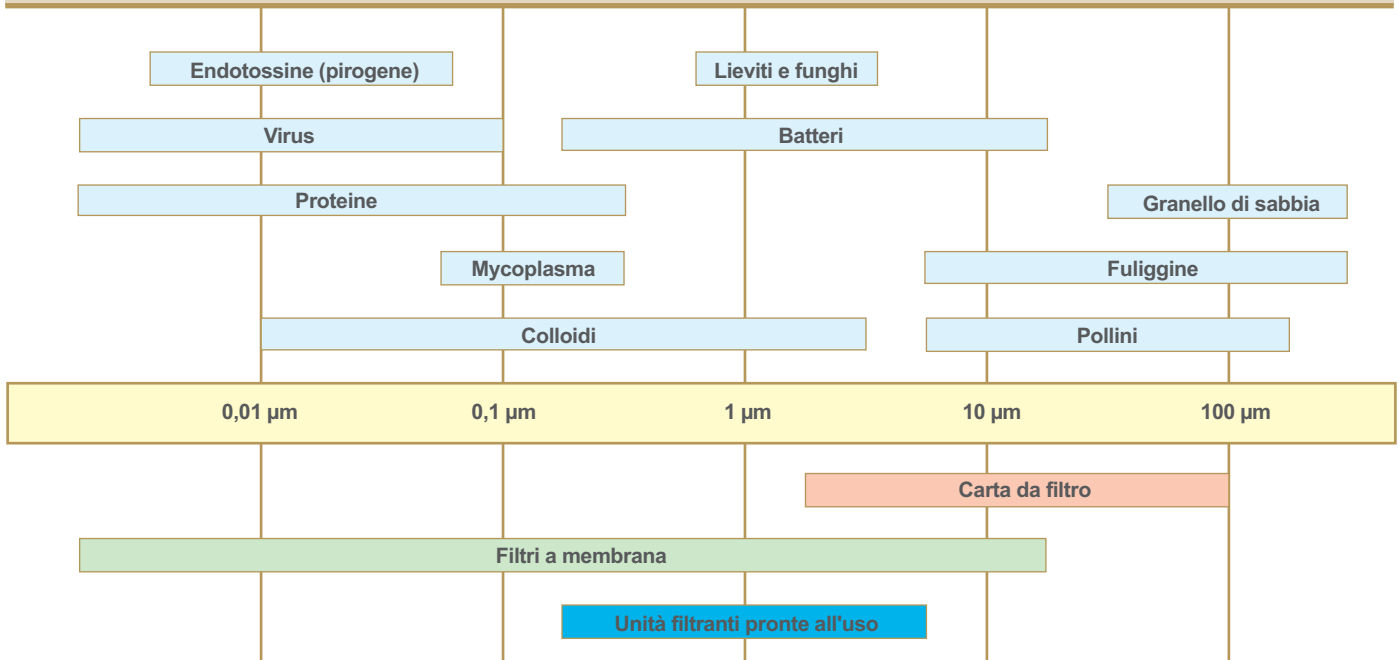 Endotossine (pirogene)
Lieviti e funghi
Virus
Batteri
Proteine
Granello di sabbia
Mycoplasma
Fuliggine
Colloidi
Pollini
0,01 µm
0,1 µm
1 µm
10 µm
100 µm
Carta da filtro
Filtri a membrana
Unità filtranti pronte all'uso